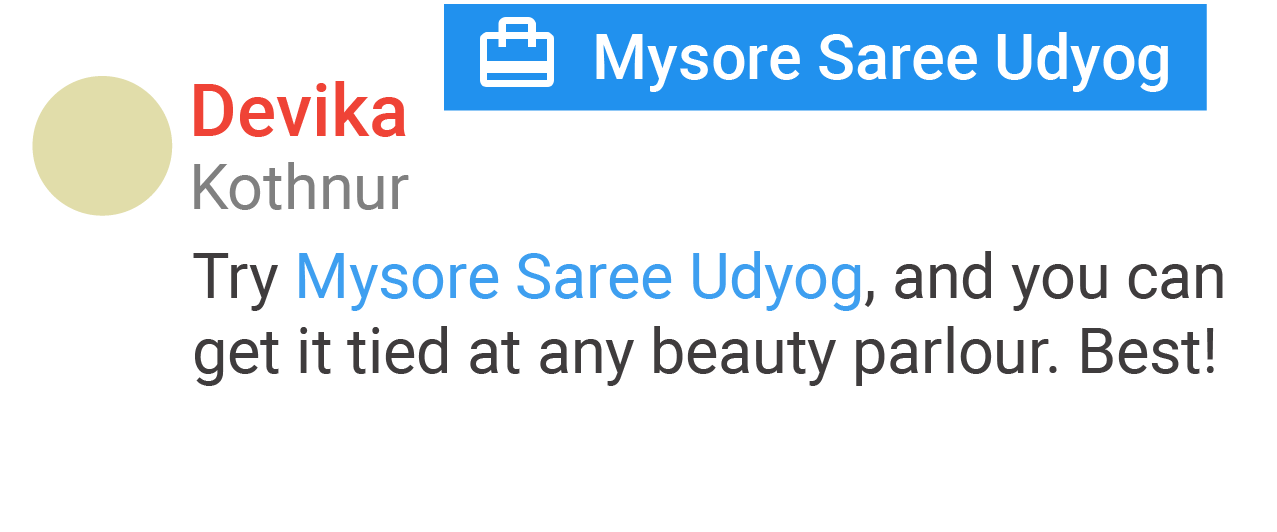 Mysore Saree Udyog
Devika
Kothnur
Try Mysore Saree Udyog, and you can
get it tied at any beauty parlour. Best!